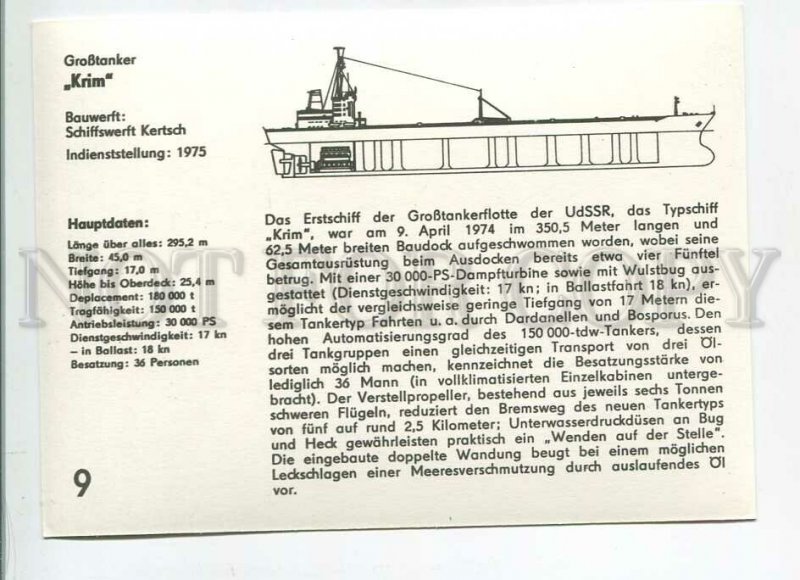 Großtanker
„Krim“
Bauwerft:
Schiffswerft Kertsch
Indienststellung: 1975
Hauptdaten:
Länge über alles: 295,2 m
Breite: 45,0 m
Tiefgang: 17,0 m
Höhe bis Oberdeck: 25,4 m
Deplacement: 180 000 t
Tragfähigkeit: 150 000 t
Antriebsleistung: 30 000 PS
Dienstgeschwindigkeit: 17 kn
– in Ballast: 18 kn
Besatzung: 36 Personen
9
Das Erstschiff der Großtankerflotte der UdSSR, das Typschiff
„Krim“, war am 9. April 1974 im 350,5 Meter langen und
62,5 Meter breiten Baudock aufgeschwommen worden, wobei seine
Gesamtausrüstung beim Ausdocken bereits etwa vier Fünftel
betrug. Mit einer 30 000-PS-Dampfturbine sowie mit Wulstbug aus-
gestattet (Dienstgeschwindigkeit: 17 kn; in Ballastfahrt 18 kn), er-
möglicht der vergleichsweise geringe Tiefgang von 17 Metern die-
sem Tankertyp Fahrten u. a. durch Dardanellen und Bosporus. Den
hohen Automatisierungsgrad des 150 000-tdw-Tankers, dessen
drei Tankgruppen einen gleichzeitigen Transport von drei Öl-
sorten möglich machen, kennzeichnet die Besatzungsstärke von
lediglich 36 Mann (in vollklimatisierten Einzelkabinen unterge-
bracht). Der Verstellpropeller, bestehend aus jeweils sechs Tonnen
schweren Flügeln, reduziert den Bremsweg des neuen Tankertyps
von fünf auf rund 2,5 Kilometer; Unterwasserdruckdüsen an Bug
und Heck gewährleisten praktisch ein „Wenden auf der Stelle“.
Die eingebaute doppelte Wandung beugt bei einem möglichen
Leckschlagen einer Meeresverschmutzung durch auslaufendes Öl
vor.
NOT FOR COPY